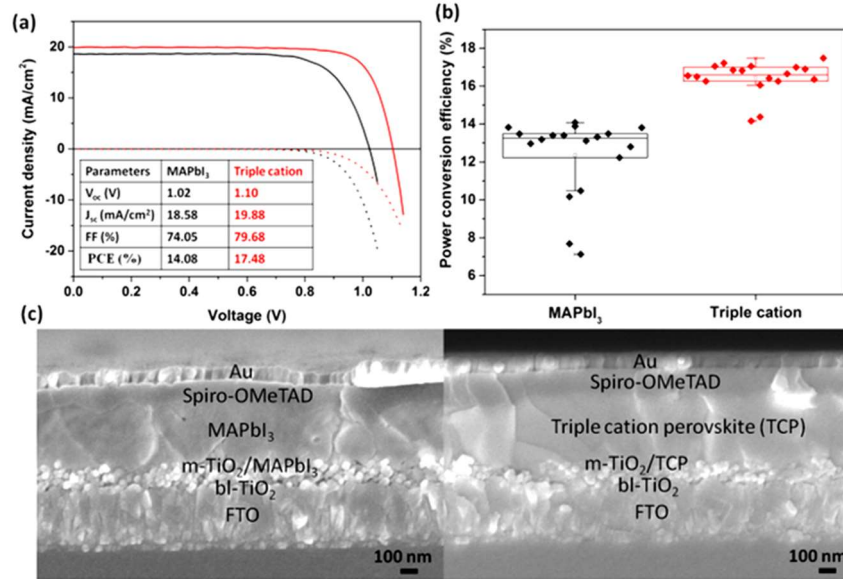 (a)
Current density (mA/cm²)
20
10
0
-10
-20
Parameters MAPbI₃ Triple cation
Vₒc (V) 1.02 1.10
Jsc (mA/cm²) 18.58 19.88
FF (%) 74.05 79.68
PCE (%) 14.08 17.48
0.0 0.2 0.4 0.6 0.8 1.0 1.2
Voltage (V)
(b)
Power conversion efficiency (%)
18
16
14
12
10
8
6
MAPbI₃ Triple cation
(c)
Au
Spiro-OMeTAD
MAPbI₃
m-TiO₂/MAPbI₃
bl-TiO₂
FTO
100 nm
Au
Spiro-OMeTAD
Triple cation perovskite (TCP)
m-TiO₂/TCP
bl-TiO₂
FTO
100 nm